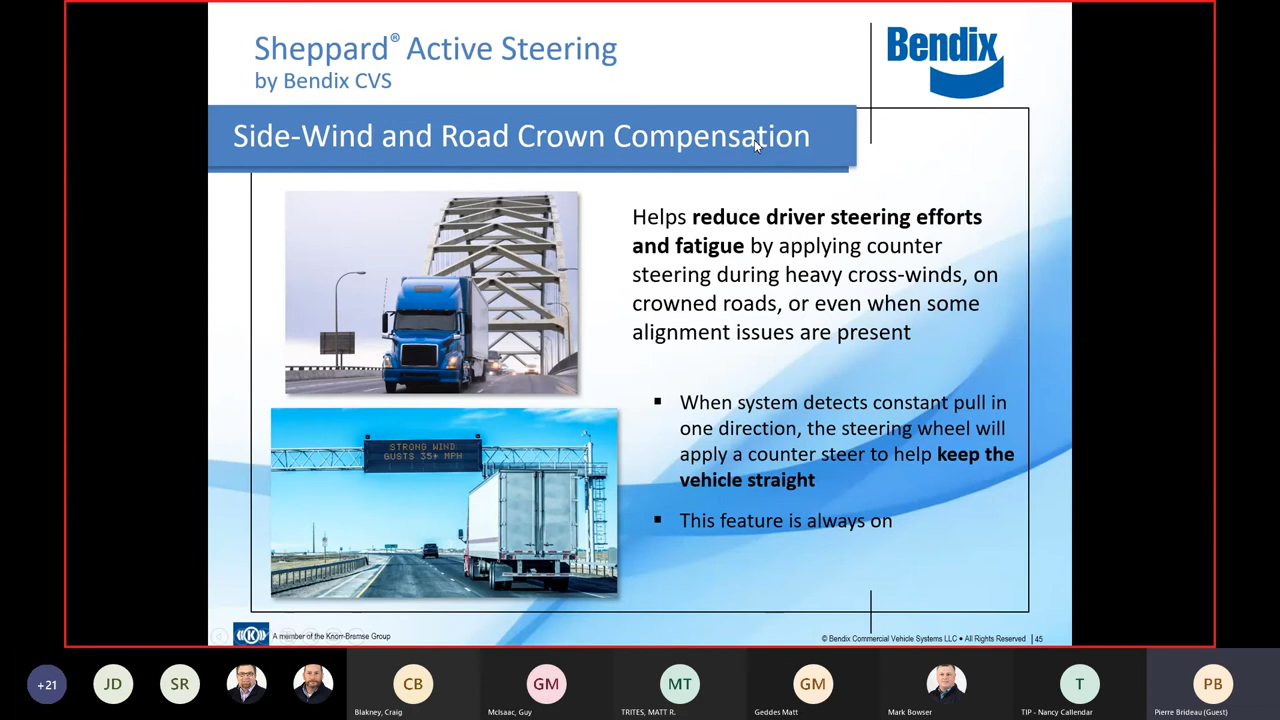 Sheppard® Active Steering
by Bendix CVS
Bendix
Side-Wind and Road Crown Compensation
Helps reduce driver steering efforts
and fatigue by applying counter
steering during heavy cross-winds, on
crowned roads, or even when some
alignment issues are present
STRONG WIND
GUSTS 35+ MPH
▪ When system detects constant pull in
one direction, the steering wheel will
apply a counter steer to help keep the
vehicle straight
▪ This feature is always on
K
A member of the Knorr-Bremse Group
© Bendix Commercial Vehicle Systems LLC • All Rights Reserved | 45
+21
JD
SR
CB
GM
MT
GM
T
PB
Blakney, Craig
McIsaac, Guy
TRITES, MATT R.
Geddes Matt
Mark Bowser
TIP - Nancy Callendar
Pierre Brideau (Guest)